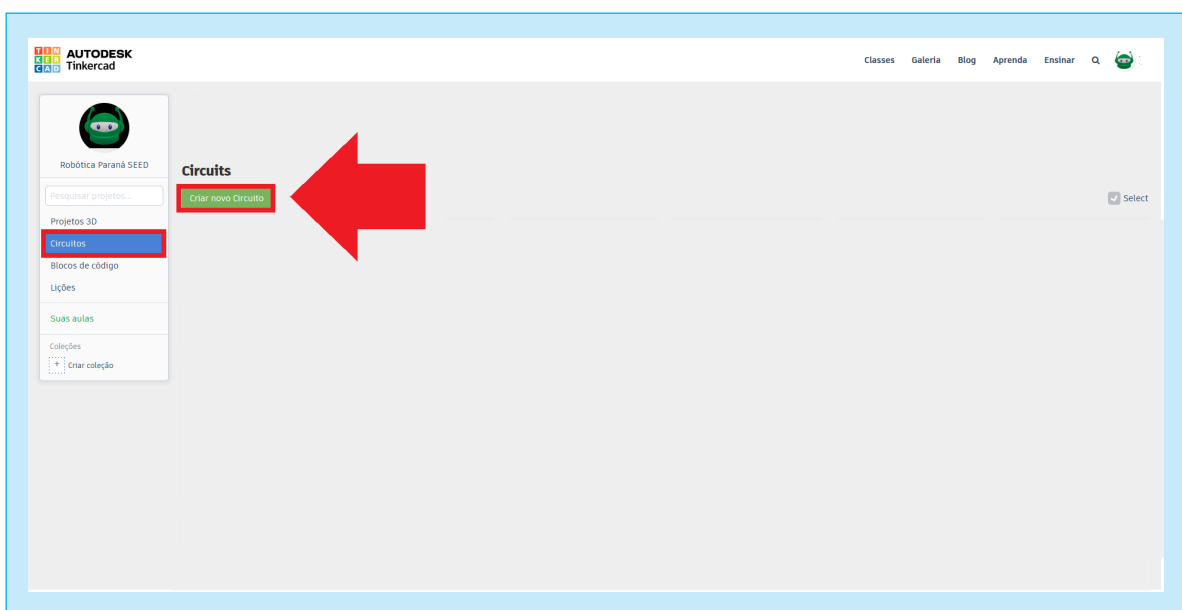 TIN
KER
CAD
AUTODESK
Tinkercad
Classes Galeria Blog Aprenda Ensinar
Robótica Paraná SEED
Pesquisar projetos...
Projetos 3D
Circuitos
Blocos de código
Lições
Suas aulas
Coleções
+ Criar coleção
Circuits
Criar novo Circuito
Select